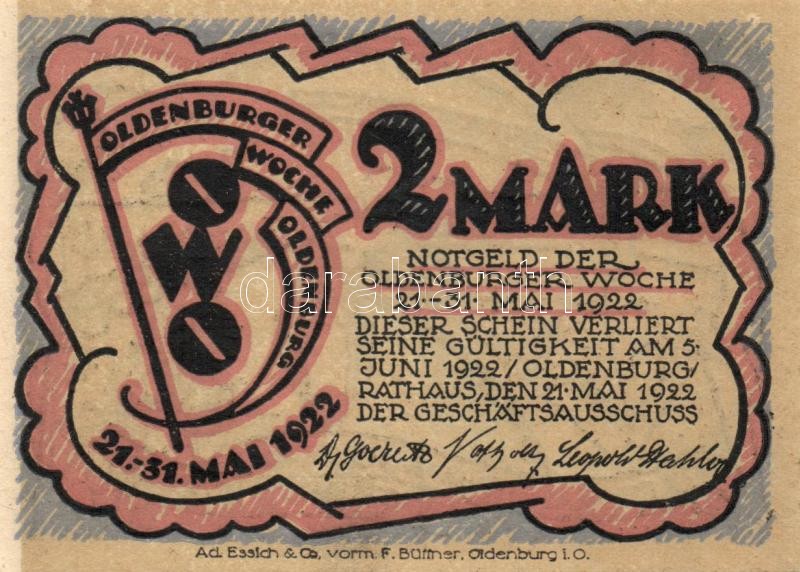 OLDENBURGER
WOCHE
OLDENBURG
O
W
O
21.-31. MAI 1922
2 MARK
NOTGELD DER
OLDENBURGER WOCHE
21.-31. MAI 1922
DIESER SCHEIN VERLIERT
SEINE GÜLTIGKEIT AM 5.
JUNI 1922/OLDENBURG/
RATHAUS, DEN 21. MAI 1922
DER GESCHÄFTSAUSSCHUSS
Leopold
Ad. Essich & Co, vorm. F. Büttner, Oldenburg i. O.
darabanth